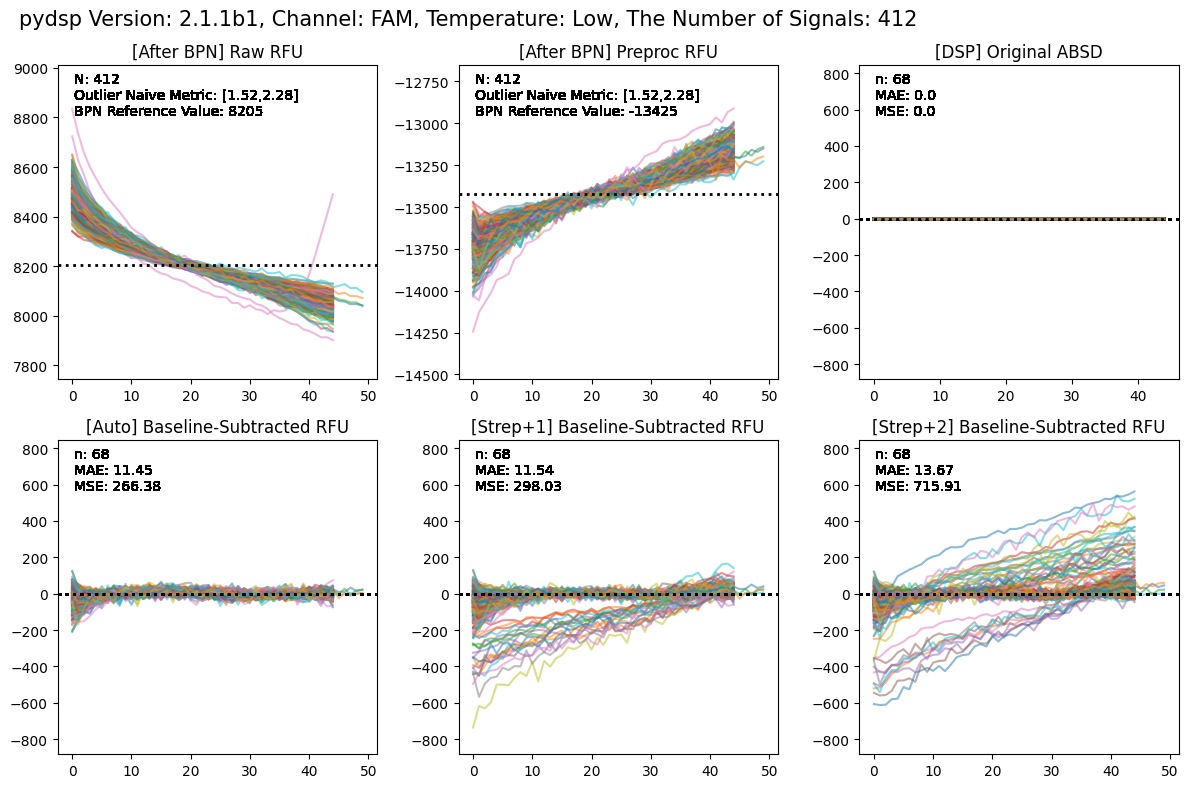 pydsp Version: 2.1.1b1, Channel: FAM, Temperature: Low, The Number of Signals: 412
[After BPN] Raw RFU
N: 412
Outlier Naive Metric: [1.52,2.28]
BPN Reference Value: 8205
9000
8800
8600
8400
8200
8000
7800
0 10 20 30 40 50
[After BPN] Preproc RFU
N: 412
Outlier Naive Metric: [1.52,2.28]
BPN Reference Value: -13425
−12750
−13000
−13250
−13500
−13750
−14000
−14250
−14500
0 10 20 30 40 50
[DSP] Original ABSD
n: 68
MAE: 0.0
MSE: 0.0
800
600
400
200
0
−200
−400
−600
−800
0 10 20 30 40
[Auto] Baseline-Subtracted RFU
n: 68
MAE: 11.45
MSE: 266.38
800
600
400
200
0
−200
−400
−600
−800
0 10 20 30 40 50
[Strep+1] Baseline-Subtracted RFU
n: 68
MAE: 11.54
MSE: 298.03
800
600
400
200
0
−200
−400
−600
−800
0 10 20 30 40 50
[Strep+2] Baseline-Subtracted RFU
n: 68
MAE: 13.67
MSE: 715.91
800
600
400
200
0
−200
−400
−600
−800
0 10 20 30 40 50